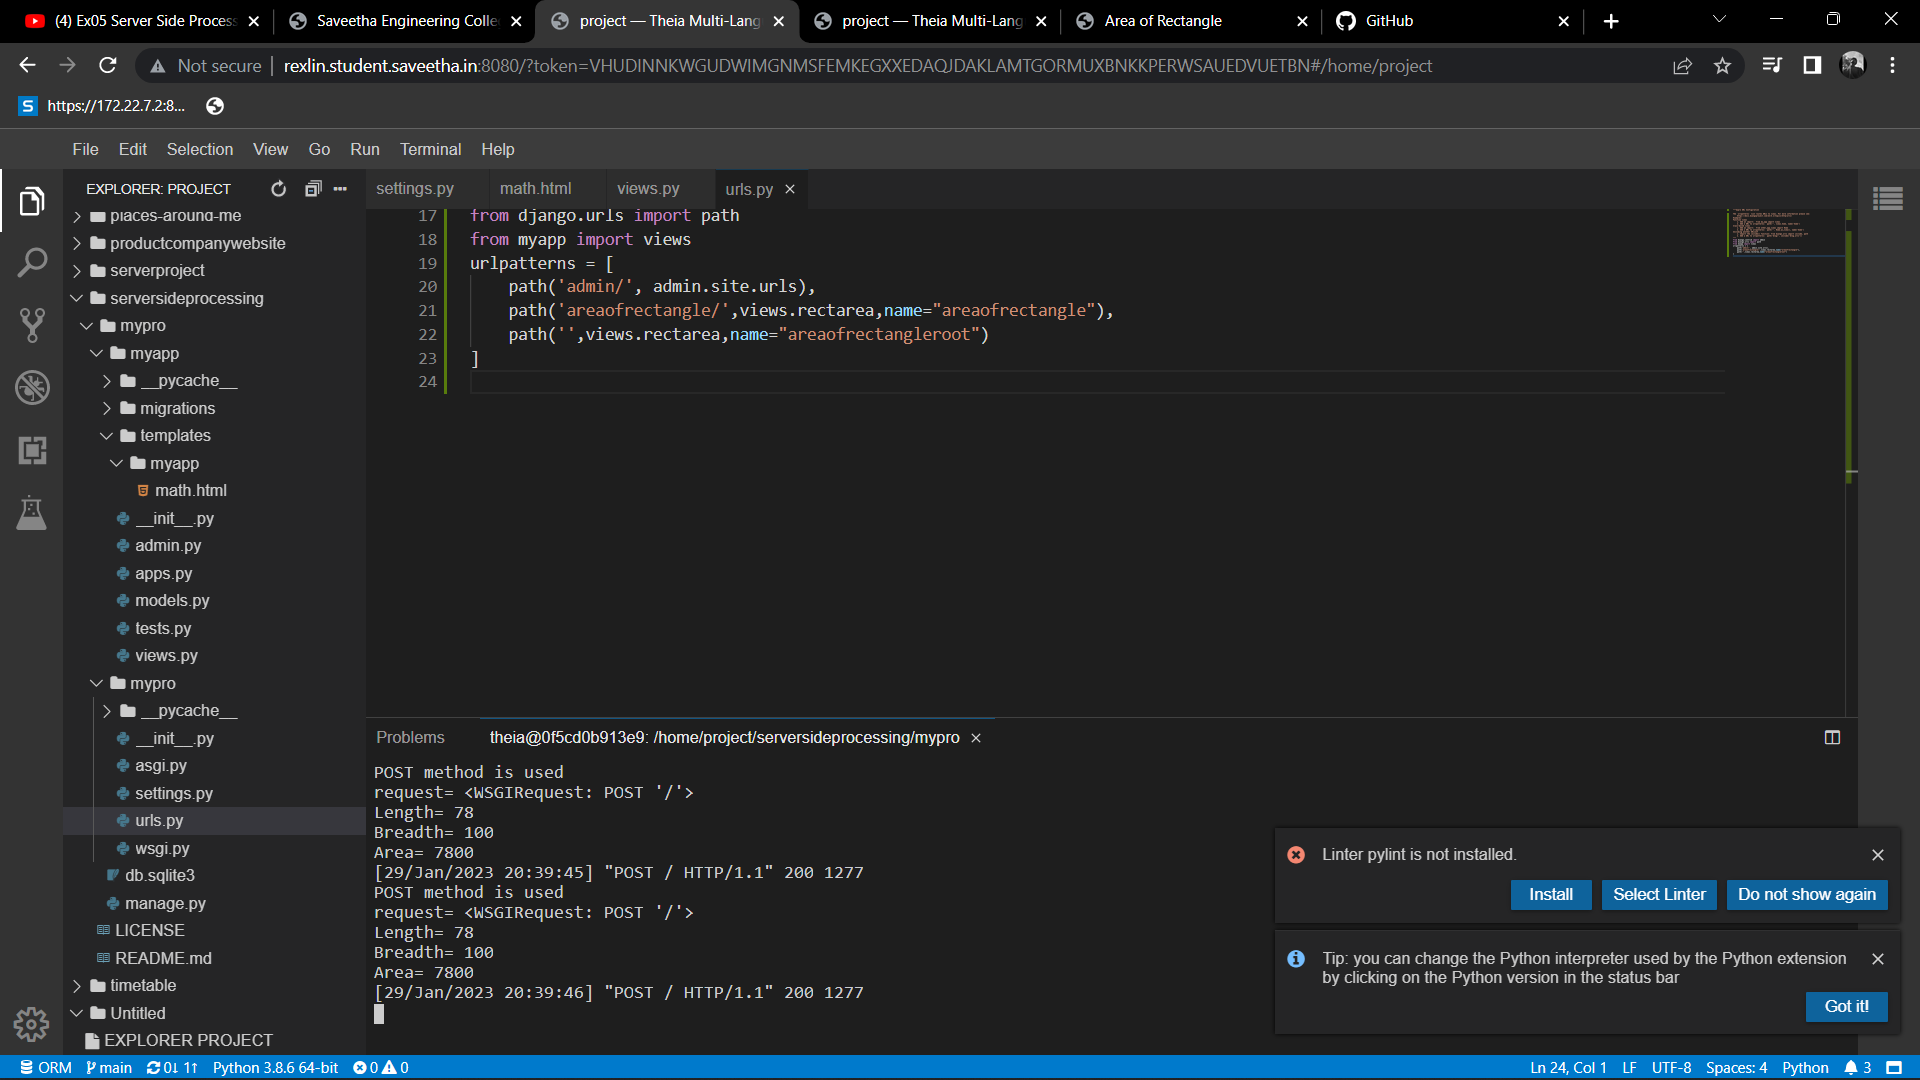 (4) Ex05 Server Side Process
Saveetha Engineering Colle
project — Theia Multi-Lang
project — Theia Multi-Lang
Area of Rectangle
GitHub
Not secure
rexlin.student.saveetha.in:8080/?token=VHUDINNKWGUDWIMGNMSFEMKEGXXEDAQJDAKLAMTGORMUXBNKKPERWSAUEDVUETBN#/home/project
https://172.22.7.2:8...
File Edit Selection View Go Run Terminal Help
EXPLORER: PROJECT
places-around-me
productcompanywebsite
serverproject
serversideprocessing
mypro
myapp
__pycache__
migrations
templates
myapp
math.html
__init__.py
admin.py
apps.py
models.py
tests.py
views.py
mypro
__pycache__
__init__.py
asgi.py
settings.py
urls.py
wsgi.py
db.sqlite3
manage.py
LICENSE
README.md
timetable
Untitled
EXPLORER PROJECT
settings.py math.html views.py urls.py
17 from django.urls import path
18 from myapp import views
19 urlpatterns = [
20 path('admin/', admin.site.urls),
21 path('areaofrectangle/',views.rectarea,name="areaofrectangle"),
22 path('',views.rectarea,name="areaofrectangleroot")
23 ]
24
Problems theia@0f5cd0b913e9: /home/project/serversideprocessing/mypro
POST method is used
request= <WSGIRequest: POST '/'>
Length= 78
Breadth= 100
Area= 7800
[29/Jan/2023 20:39:45] "POST / HTTP/1.1" 200 1277
POST method is used
request= <WSGIRequest: POST '/'>
Length= 78
Breadth= 100
Area= 7800
[29/Jan/2023 20:39:46] "POST / HTTP/1.1" 200 1277
Linter pylint is not installed.
Install Select Linter Do not show again
Tip: you can change the Python interpreter used by the Python extension
by clicking on the Python version in the status bar
Got it!
ORM main 0↓ 1↑ Python 3.8.6 64-bit 0 0
Ln 24, Col 1 LF UTF-8 Spaces: 4 Python 3